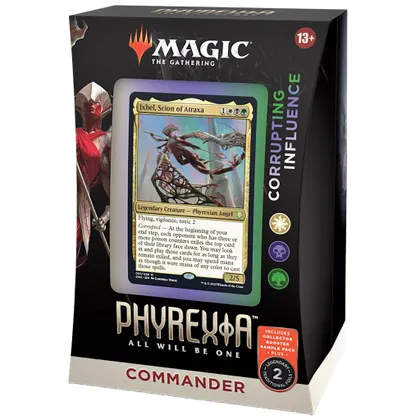 MAGIC
THE GATHERING
13+
Ixhel, Scion of Atraxa
1
CORRUPTING
INFLUENCE
Legendary Creature — Phyrexian Angel
Flying, vigilance, toxic 2
Corrupted — At the beginning of your
end step, each opponent who has three or
more poison counters exiles the top card
of their library face down. You may look
at and play those cards for as long as they
remain exiled, and you may spend mana
as though it were mana of any color to cast
those spells.
2/5
PHYREXIA™
ALL WILL BE ONE
COMMANDER
INCLUDES
COLLECTOR
BOOSTER
SAMPLE PACK
• PLUS •
LEGENDARY
2